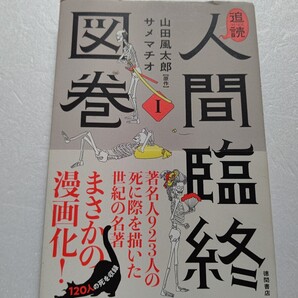 追読
人間臨終
図巻
I
山田風太郎［原作］
サメマチオ
著名人923人の
死に際を描いた
世紀の名著
まさかの
漫画化！
120人の死を収録
徳間書店